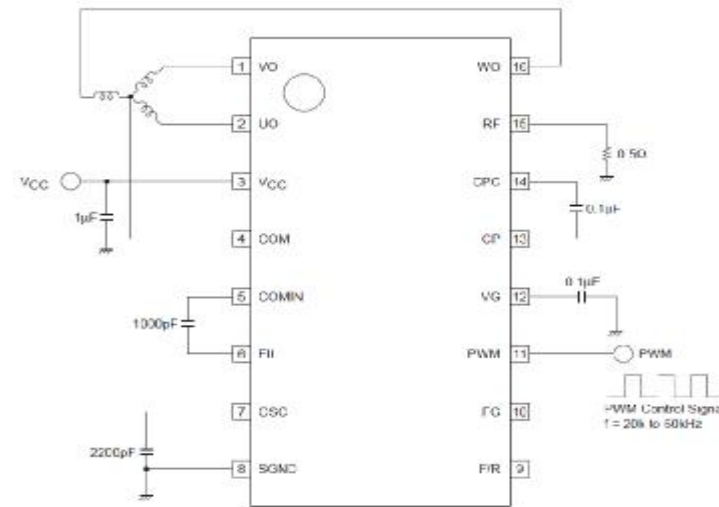 1 VO
2 UO
3 VCC
4 COM
5 COMIN
6 FIL
7 OSC
8 SGND
WO 16
RF 15
CPC 14
CP 13
VG 12
PWM 11
FG 10
F/R 9
VCC
1µF
1000pF
2200pF
0.5Ω
0.1µF
0.1µF
PWM
PWM Control Signa
f = 20k to 50kHz